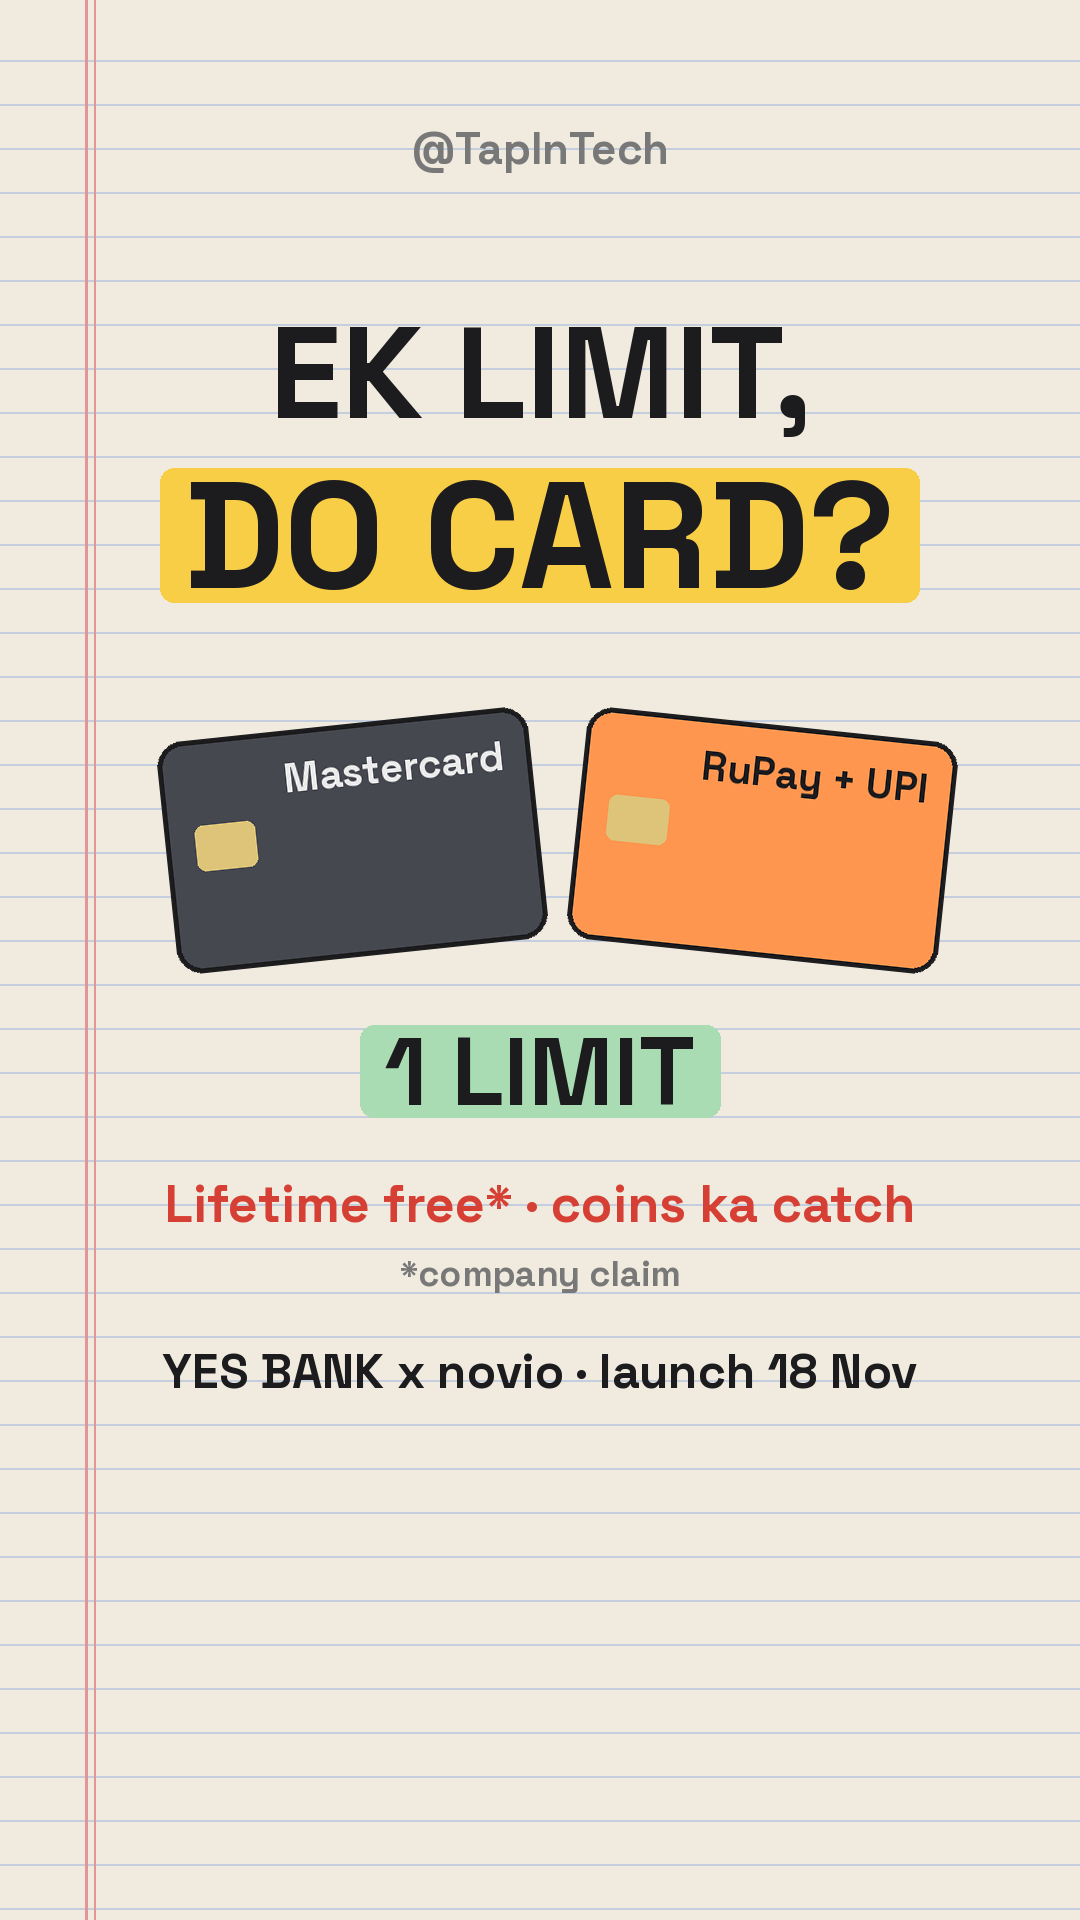 @TapInTech
EK LIMIT,
DO CARD?
Mastercard
RuPay + UPI
1 LIMIT
Lifetime free* · coins ka catch
*company claim
YES BANK x novio · launch 18 Nov